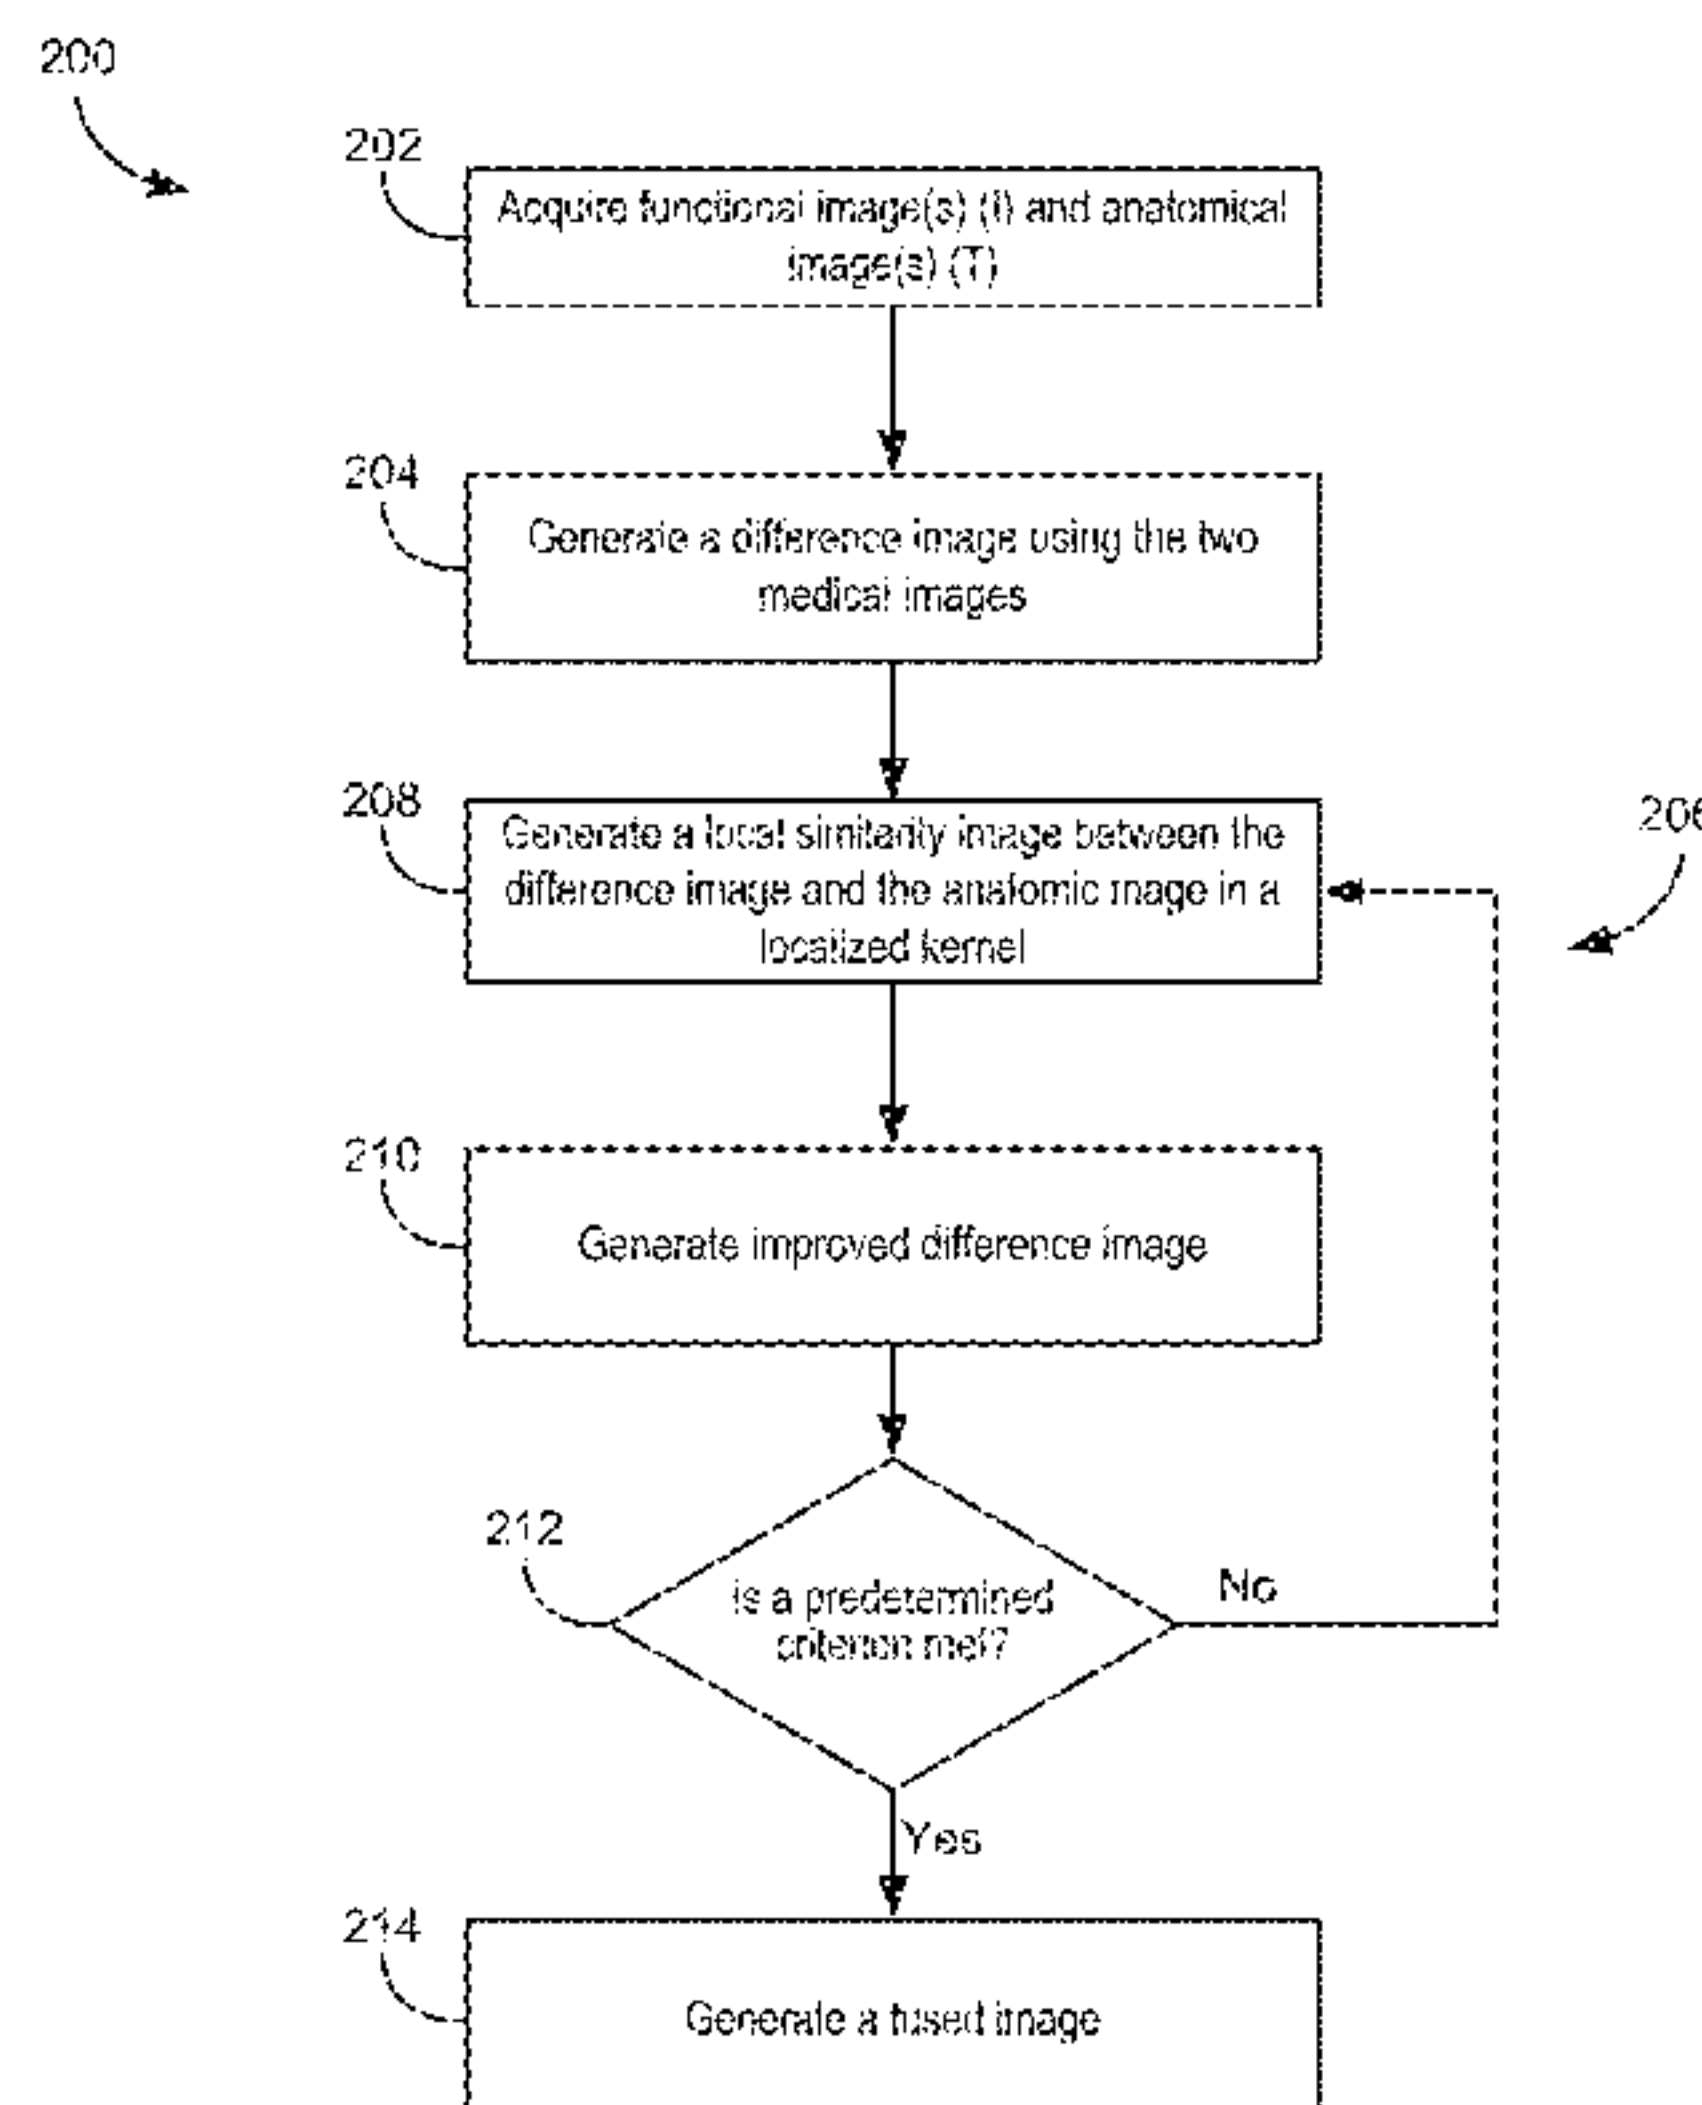 200
202
Acquire functional image(s) (I) and anatomical
image(s) (T)
204
Generate a difference image using the two
medical images
208
206
Generate a local similarity image between the
difference image and the anatomic image in a
localized kernel
210
Generate improved difference image
212
is a predetermined
criterion met?
No
Yes
214
Generate a fused image